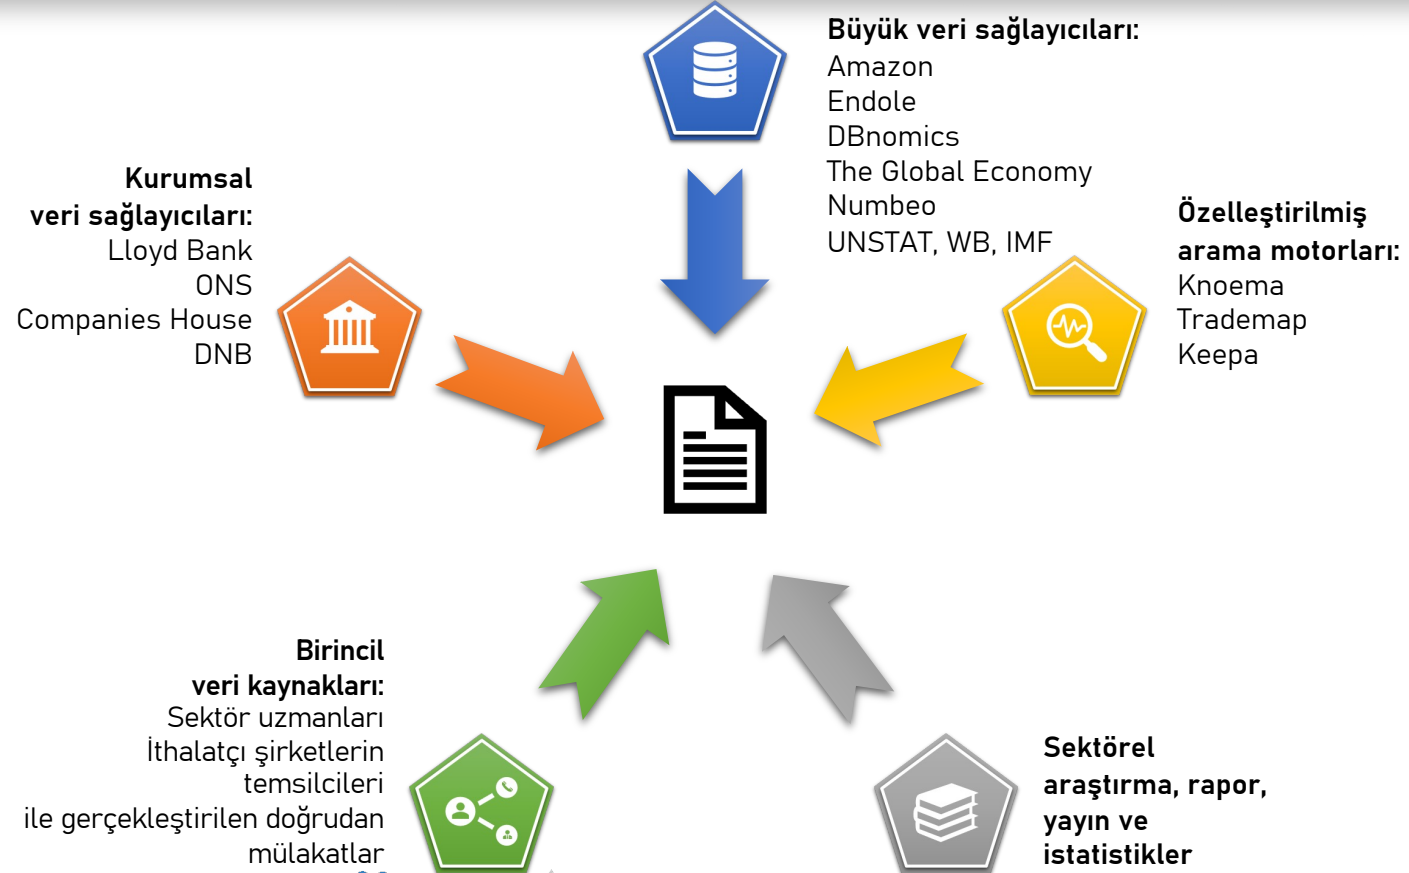 Büyük veri sağlayıcıları:
Amazon
Endole
DBnomics
The Global Economy
Numbeo
UNSTAT, WB, IMF
Kurumsal
veri sağlayıcıları:
Lloyd Bank
ONS
Companies House
DNB
Özelleştirilmiş
arama motorları:
Knoema
Trademap
Keepa
Birincil
veri kaynakları:
Sektör uzmanları
İthalatçı şirketlerin
temsilcileri
ile gerçekleştirilen doğrudan
mülakatlar
Sektörel
araştırma, rapor,
yayın ve
istatistikler